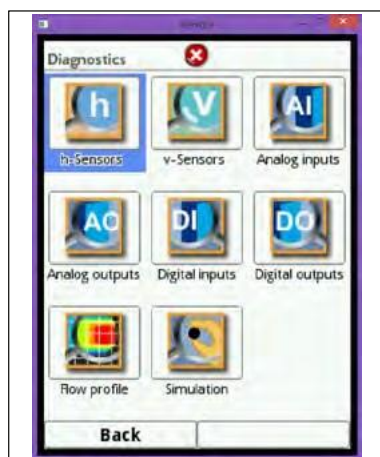 Diagnostics
h
V
AI
h-Sensors
v-Sensors
Analog inputs
AO
DI
DO
Analog outputs
Digital inputs
Digital outputs
Flow profile
Simulation
Back